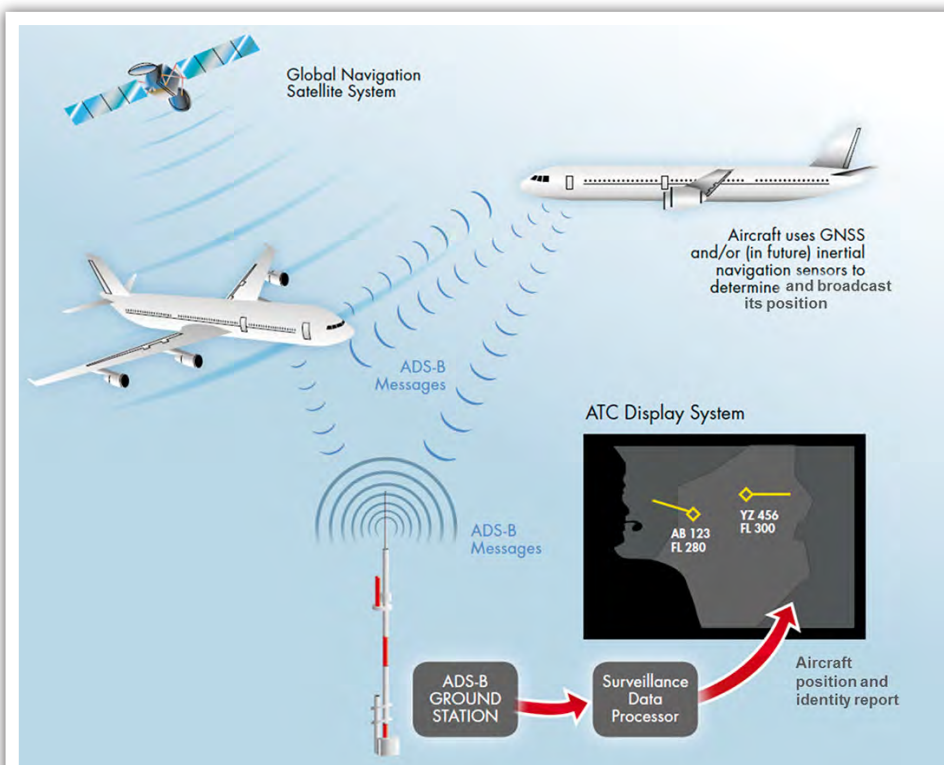 Global Navigation
Satellite System
Aircraft uses GNSS
and/or (in future) inertial
navigation sensors to
determine and broadcast
its position
ADS-B
Messages
ATC Display System
AB 123
FL 280
YZ 456
FL 300
ADS-B
Messages
ADS-B
GROUND
STATION
Surveillance
Data
Processor
Aircraft
position and
identity report